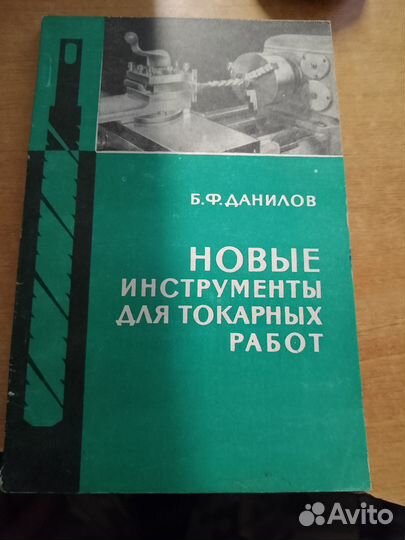 Б.Ф.ДАНИЛОВ
НОВЫЕ
ИНСТРУМЕНТЫ
ДЛЯ ТОКАРНЫХ
РАБОТ
Avito